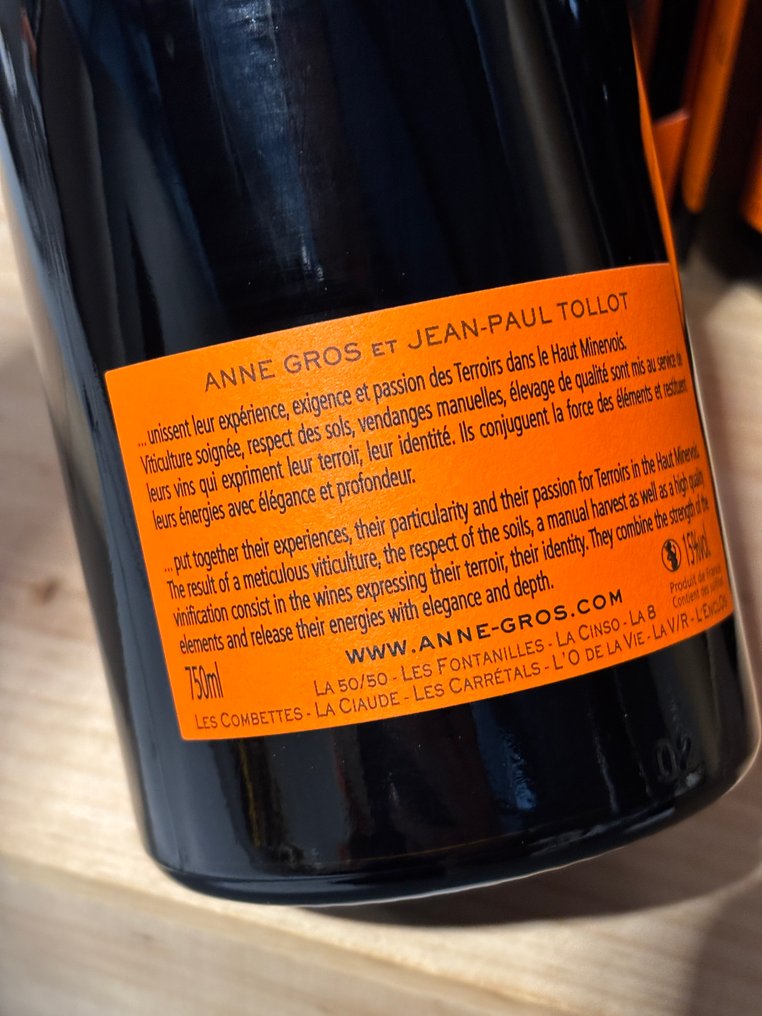 ANNE GROS ET JEAN-PAUL TOLLOT
...unissent leur expérience, exigence et passion des Terroirs dans le Haut Minervois.
Viticulture soignée, respect des sols, vendanges manuelles, élevage de qualité sont mis au service de
leurs vins qui expriment leur terroir, leur identité. Ils conjuguent la force des éléments et restituent
leurs énergies avec élégance et profondeur.
...put together their experiences, their particularity and their passion for Terroirs in the Haut Minervois.
The result of a meticulous viticulture, the respect of the soils, a manual harvest as well as a high quality
vinification consist in the wines expressing their terroir, their identity. They combine the strength of the
elements and release their energies with elegance and depth.
15%vol.
Produit de France
Contient des sulfites
WWW.ANNE-GROS.COM
750ml
LA 50/50 - LES FONTANILLES - LA CINSO - LA 8
LES COMBETTES - LA CIAUDE - LES CARRÉTALS - L'O DE LA VIE - LA V/R - L'ENCLOS
02